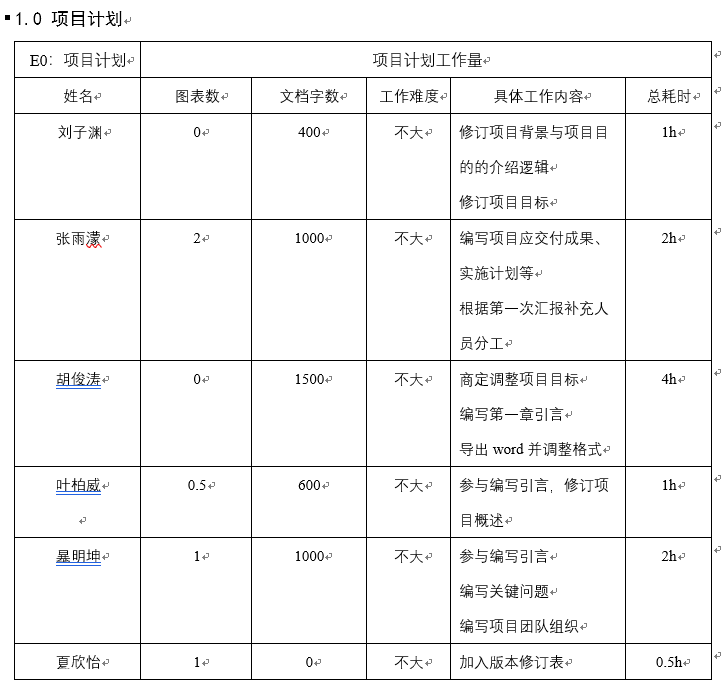 1.0 项目计划
E0：项目计划 项目计划工作量
姓名 图表数 文档字数 工作难度 具体工作内容 总耗时
刘子渊 0 400 不大 修订项目背景与项目目 1h
的的介绍逻辑
修订项目目标
张雨濛 2 1000 不大 编写项目应交付成果、 2h
实施计划等
根据第一次汇报补充人
员分工
胡俊涛 0 1500 不大 商定调整项目目标 4h
编写第一章引言
导出 word 并调整格式
叶柏威 0.5 600 不大 参与编写引言，修订项 1h
目概述
晁明坤 1 1000 不大 参与编写引言 2h
编写关键问题
编写项目团队组织
夏欣怡 1 0 不大 加入版本修订表 0.5h